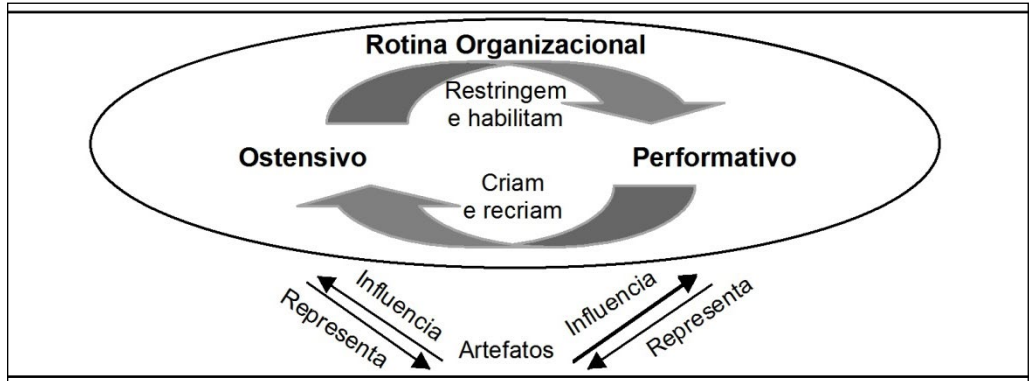 Rotina Organizacional
Restringem
e habilitam
Ostensivo
Performativo
Criam
e recriam
Influencia
Representa
Influencia
Representa
Artefatos